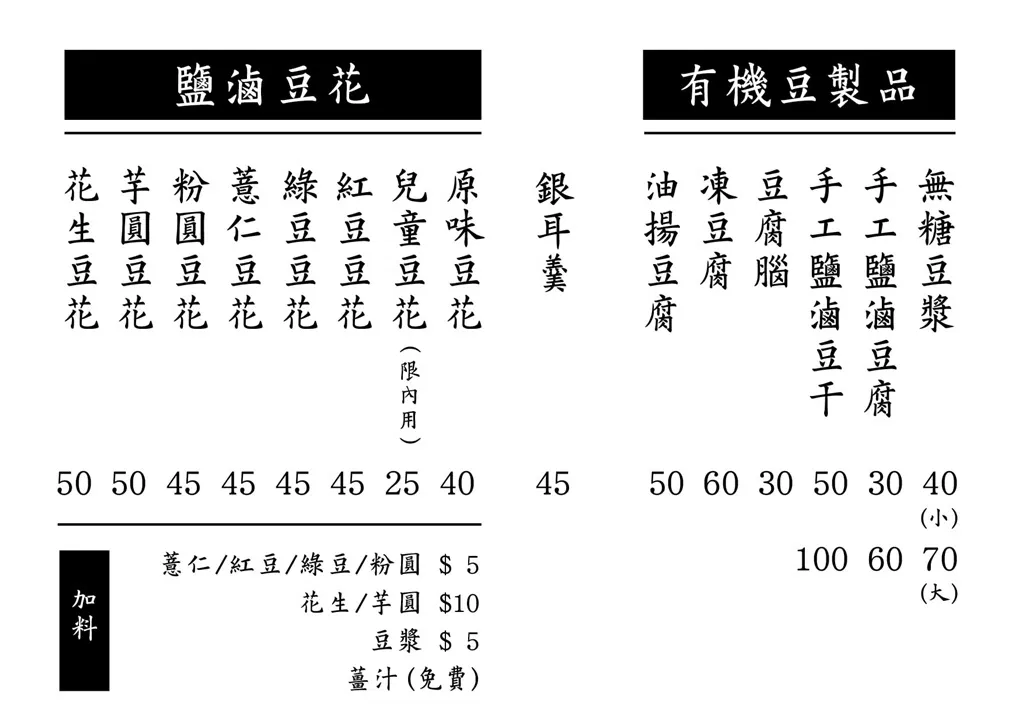 有機豆製品
無糖豆漿 40 (小) 70 (大)
手工鹽滷豆腐 30 60
手工鹽滷豆干 50 100
豆腐腦 30
凍豆腐 60
油揚豆腐 50
銀耳羹 45
鹽滷豆花
原味豆花 40
兒童豆花(限內用) 25
紅豆豆花 45
綠豆豆花 45
薏仁豆花 45
粉圓豆花 45
芋圓豆花 50
花生豆花 50
加料
薏仁/紅豆/綠豆/粉圓 $ 5
花生/芋圓 $10
豆漿 $ 5
薑汁(免費)